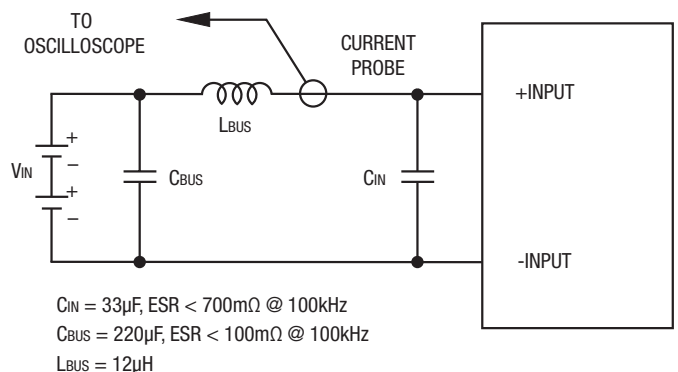 TO
OSCILLOSCOPE
CURRENT
PROBE
+INPUT
LBUS
+
VIN
–
CBUS
CIN
+
–
-INPUT
CIN = 33µF, ESR < 700mΩ @ 100kHz
CBUS = 220µF, ESR < 100mΩ @ 100kHz
LBUS = 12µH